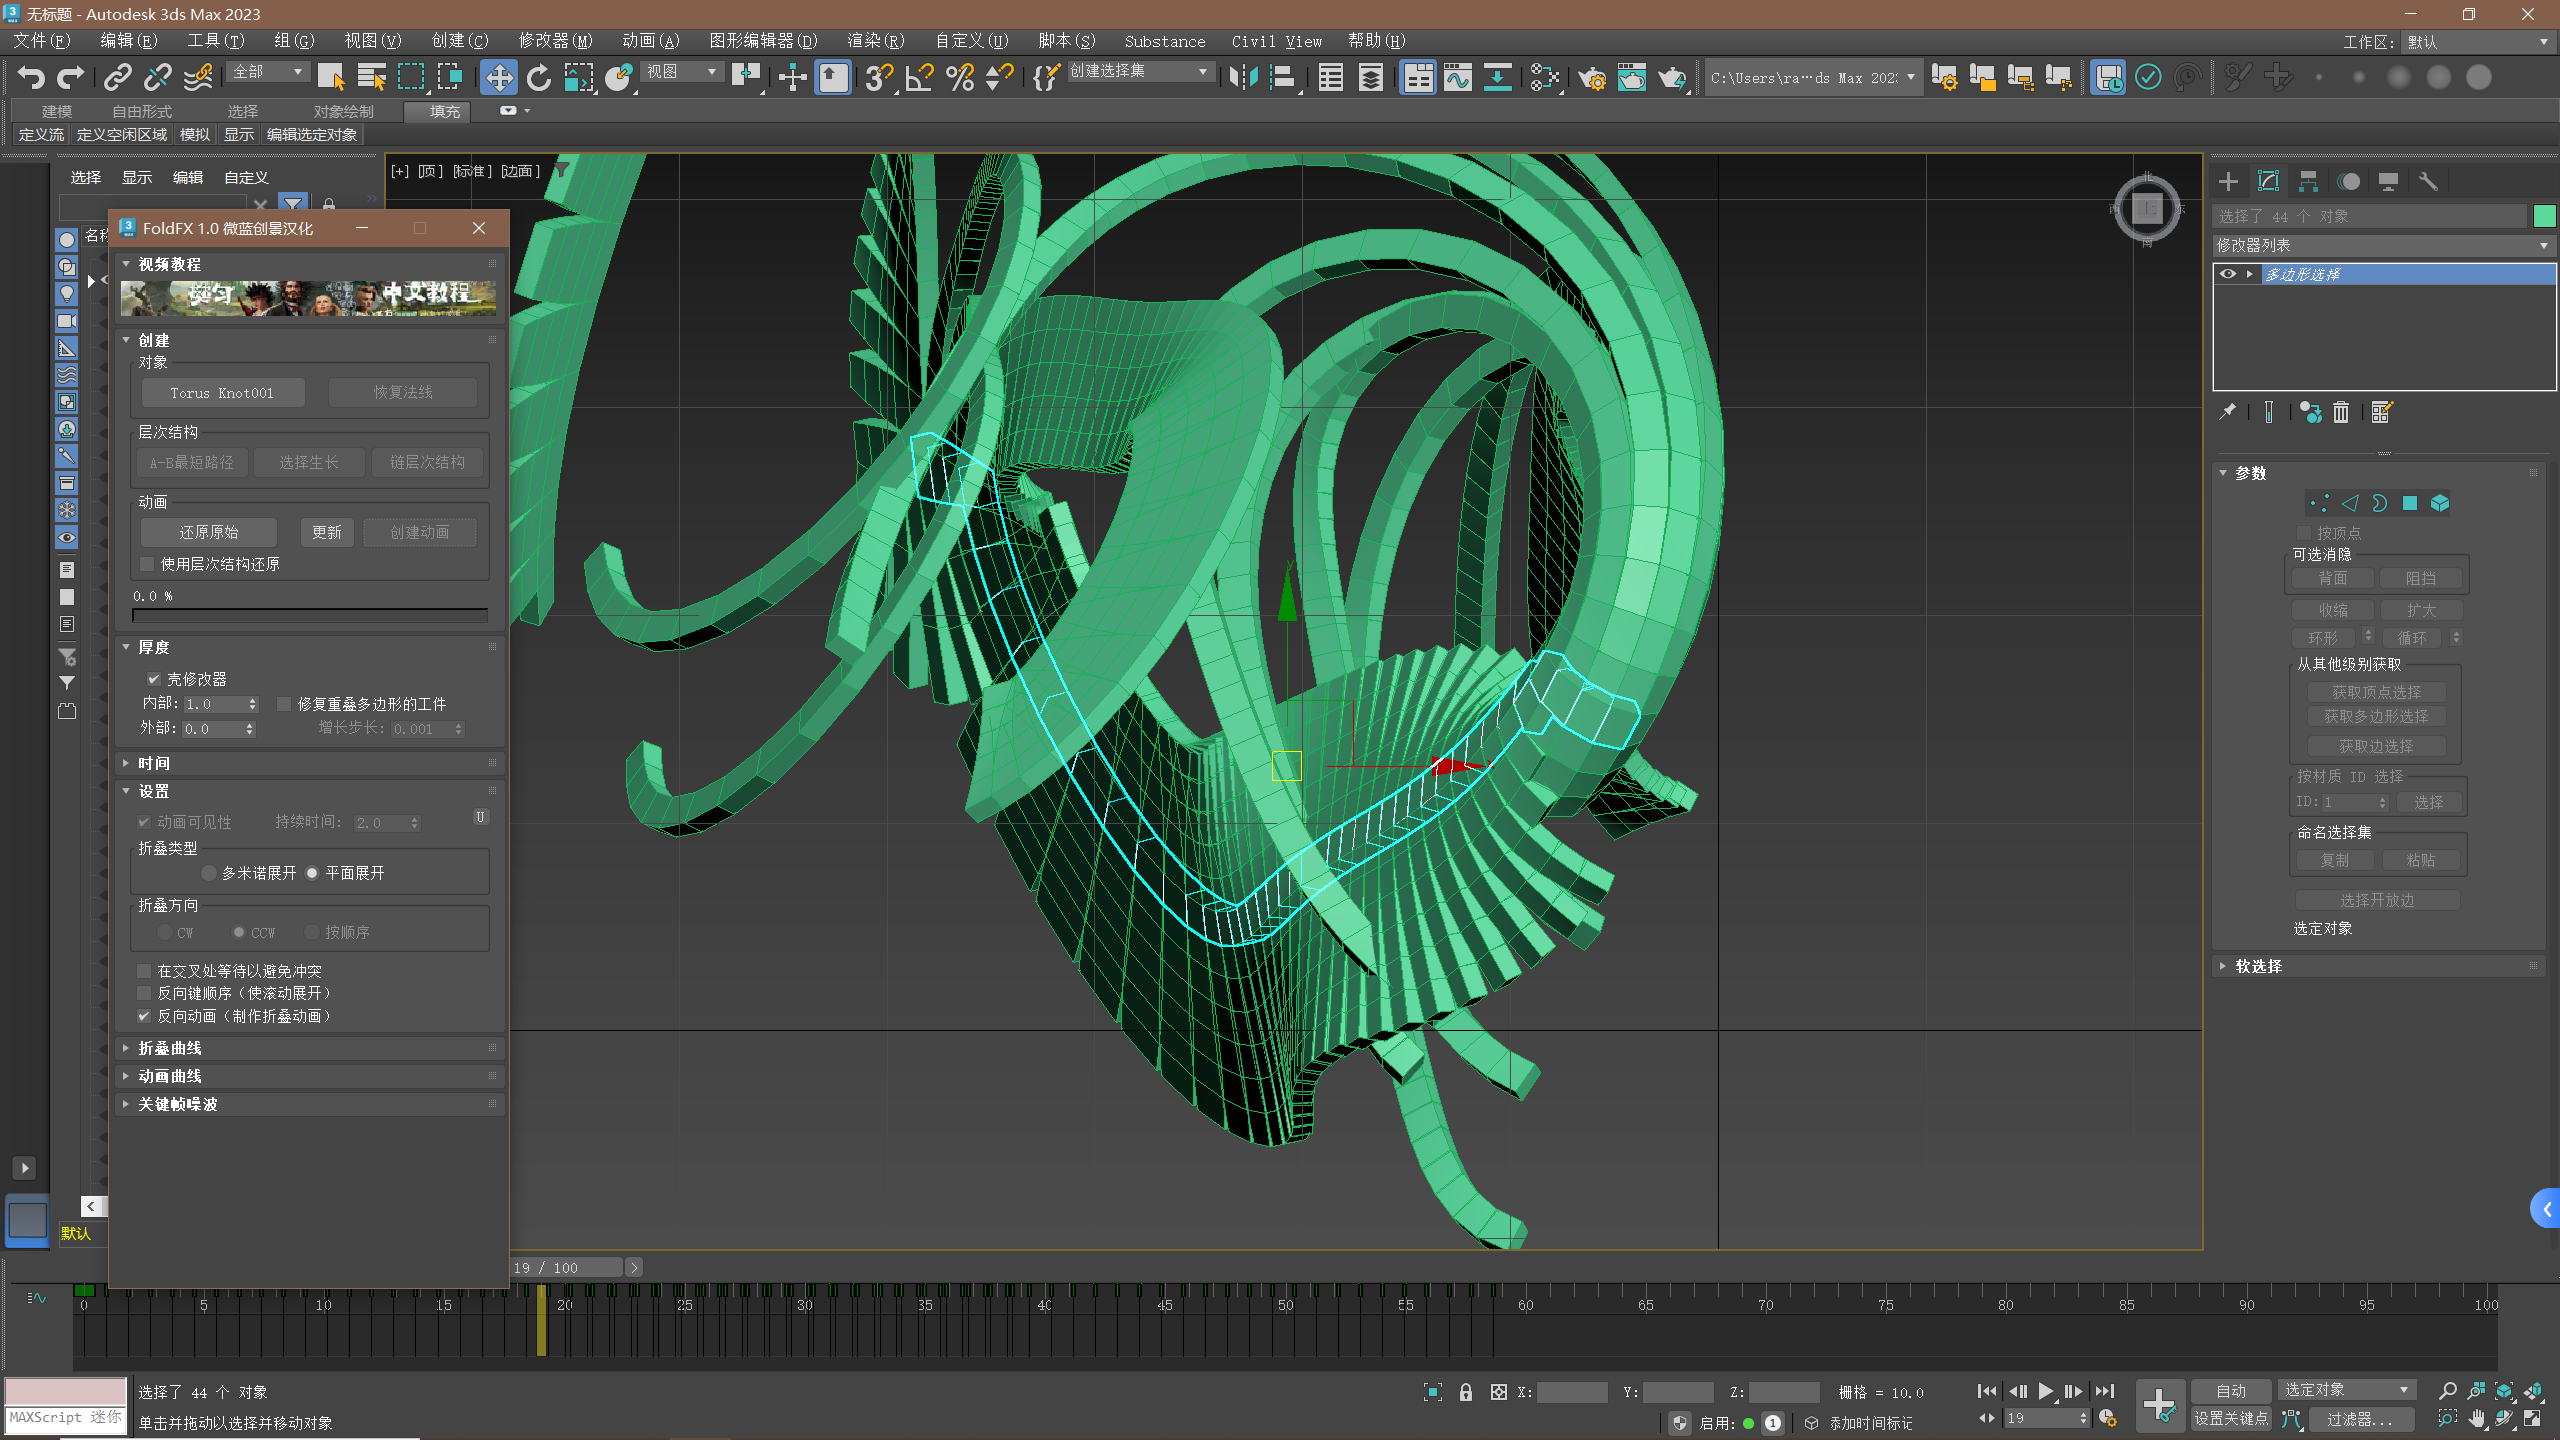 无标题 - Autodesk 3ds Max 2023
文件(F) 编辑(E) 工具(T) 组(G) 视图(V) 创建(C) 修改器(M) 动画(A) 图形编辑器(D) 渲染(R) 自定义(U) 脚本(S) Substance Civil View 帮助(H) 工作区: 默认
全部 视图 创建选择集 C:\Users\ra…ds Max 202
建模 自由形式 选择 对象绘制 填充
定义流 定义空闲区域 模拟 显示 编辑选定对象
选择 显示 编辑 自定义
[+] [顶] [标准] [边面]
北
西 上 东
南
名称
FoldFX 1.0 微蓝创景汉化
视频教程
中文教程
创建
对象
Torus Knot001 恢复法线
层次结构
A-B最短路径 选择生长 链层次结构
动画
还原原始 更新 创建动画
使用层次结构还原
0.0 %
厚度
壳修改器
内部: 1.0 修复重叠多边形的工件
外部: 0.0 增长步长: 0.001
时间
设置
动画可见性 持续时间: 2.0 U
折叠类型
多米诺展开 平面展开
折叠方向
CW CCW 按顺序
在交叉处等待以避免冲突
反向键顺序（使滚动展开）
反向动画（制作折叠动画）
折叠曲线
动画曲线
关键帧噪波
默认
选择了 44 个 对象
修改器列表
多边形选择
参数
按顶点
可选消隐
背面 阻挡
收缩 扩大
环形 循环
从其他级别获取
获取顶点选择
获取多边形选择
获取边选择
按材质 ID 选择
ID: 1 选择
命名选择集
复制 粘贴
选择开放边
选定对象
软选择
19 / 100
0 5 10 15 20 25 30 35 40 45 50 55 60 65 70 75 80 85 90 95 100
选择了 44 个 对象 X: Y: Z: 栅格 = 10.0 自动 选定对象
MAXScript 迷你
单击并拖动以选择并移动对象 启用: 1 添加时间标记 19 设置关键点 过滤器...